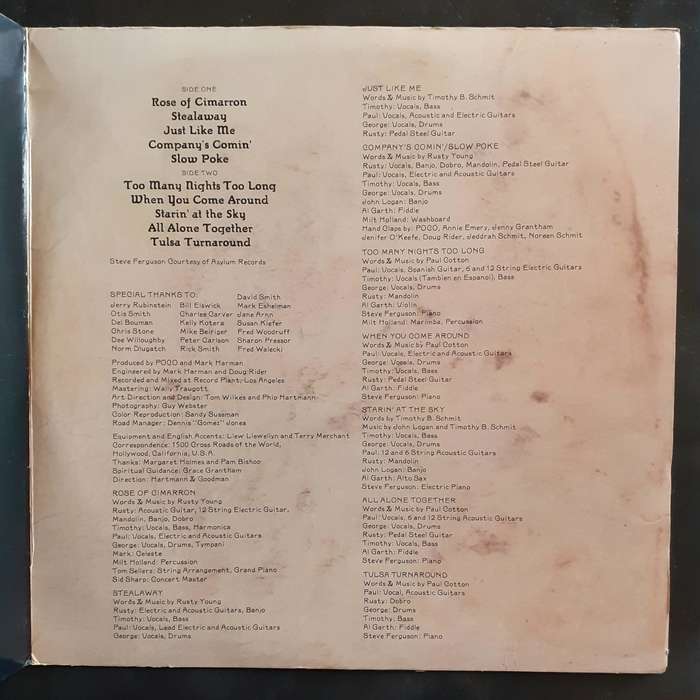 SIDE ONE
Rose of Cimarron
Stealaway
Just Like Me
Company's Comin'
Slow Poke
SIDE TWO
Too Many Nights Too Long
When You Come Around
Starin' at the Sky
All Alone Together
Tulsa Turnaround
Steve Ferguson Courtesy of Asylum Records
SPECIAL THANKS TO: David Smith
Jerry Rubinstein Bill Elswick Mark Eshelman
Otis Smith Charles Carver Jane Arnn
Del Bouman Kelly Kotera Susan Kiefer
Chris Stone Mike Beiriger Fred Woodruff
Dee Willoughby Peter Carlson Sharon Pressor
Norm Dlugatch Rick Smith Fred Walecki
Produced by POCO and Mark Harman
Engineered by Mark Harman and Doug Rider
Recorded and Mixed at Record Plant, Los Angeles
Mastering: Wally Traugott
Art Direction and Design: Tom Wilkes and Phip Hartmann
Photography: Guy Webster
Color Reproduction: Sandy Suseman
Road Manager: Dennis "Gomez" Jones
Equipment and English Accents: Llew Llewellyn and Terry Merchant
Correspondence: 1500 Cross Roads of the World,
Hollywood, California, U.S.A.
Thanks: Margaret Holmes and Pam Bishop
Spiritual Guidance: Grace Grantham
Direction: Hartmann & Goodman
ROSE OF CIMARRON
Words & Music by Rusty Young
Rusty: Acoustic Guitar, 12 String Electric Guitar,
Mandolin, Banjo, Dobro
Timothy: Vocals, Bass, Harmonica
Paul: Vocals, Electric and Acoustic Guitars
George: Vocals, Drums, Tympani
Mark: Celeste
Milt Holland: Percussion
Tom Sellers: String Arrangement, Grand Piano
Sid Sharp: Concert Master
STEALAWAY
Words & Music by Rusty Young
Rusty: Electric and Acoustic Guitars, Banjo
Timothy: Vocals, Bass
Paul: Vocals, Lead Electric and Acoustic Guitars
George: Vocals, Drums
JUST LIKE ME
Words & Music by Timothy B. Schmit
Timothy: Vocals, Bass
Paul: Vocals, Acoustic and Electric Guitars
George: Vocals, Drums
Rusty: Pedal Steel Guitar
COMPANY'S COMIN'/SLOW POKE
Words & Music by Rusty Young
Rusty: Vocals, Banjo, Dobro, Mandolin, Pedal Steel Guitar
Paul: Vocals, Electric and Acoustic Guitars
Timothy: Vocals, Bass
George: Vocals, Drums
John Logan: Banjo
Al Garth: Fiddle
Milt Holland: Washboard
Hand Claps by: POCO, Annie Emery, Jenny Grantham
Jenifer O'Keefe, Doug Rider, Jeddrah Schmit, Noreen Schmit
TOO MANY NIGHTS TOO LONG
Words & Music by Paul Cotton
Paul: Vocals, Spanish Guitar, 6 and 12 String Electric Guitars
Timothy: Vocals (Tambien en Espanol), Bass
George: Vocals, Drums
Rusty: Mandolin
Al Garth: Violin
Steve Ferguson: Piano
Milt Holland: Marimba, Percussion
WHEN YOU COME AROUND
Words & Music by Paul Cotton
Paul: Vocals, Electric and Acoustic Guitars
George: Vocals, Drums
Timothy: Vocals, Bass
Rusty: Pedal Steel Guitar
Al Garth: Fiddle
Steve Ferguson: Piano
STARIN' AT THE SKY
Words by Timothy B. Schmit
Music by John Logan and Timothy B. Schmit
Timothy: Vocals, Bass
George: Vocals, Drums
Paul: 12 and 6 String Acoustic Guitars
Rusty: Mandolin
John Logan: Banjo
Al Garth: Alto Sax
Steve Ferguson: Electric Piano
ALL ALONE TOGETHER
Words & Music by Paul Cotton
Paul: Vocals, 6 and 12 String Acoustic Guitars
George: Vocals, Drums
Rusty: Pedal Steel Guitar
Timothy: Vocals, Bass
Al Garth: Fiddle
Steve Ferguson: Piano
TULSA TURNAROUND
Words & Music by Paul Cotton
Paul: Vocal, Acoustic Guitars
Rusty: Dobro
George: Drums
Timothy: Bass
Al Garth: Fiddle
Steve Ferguson: Piano